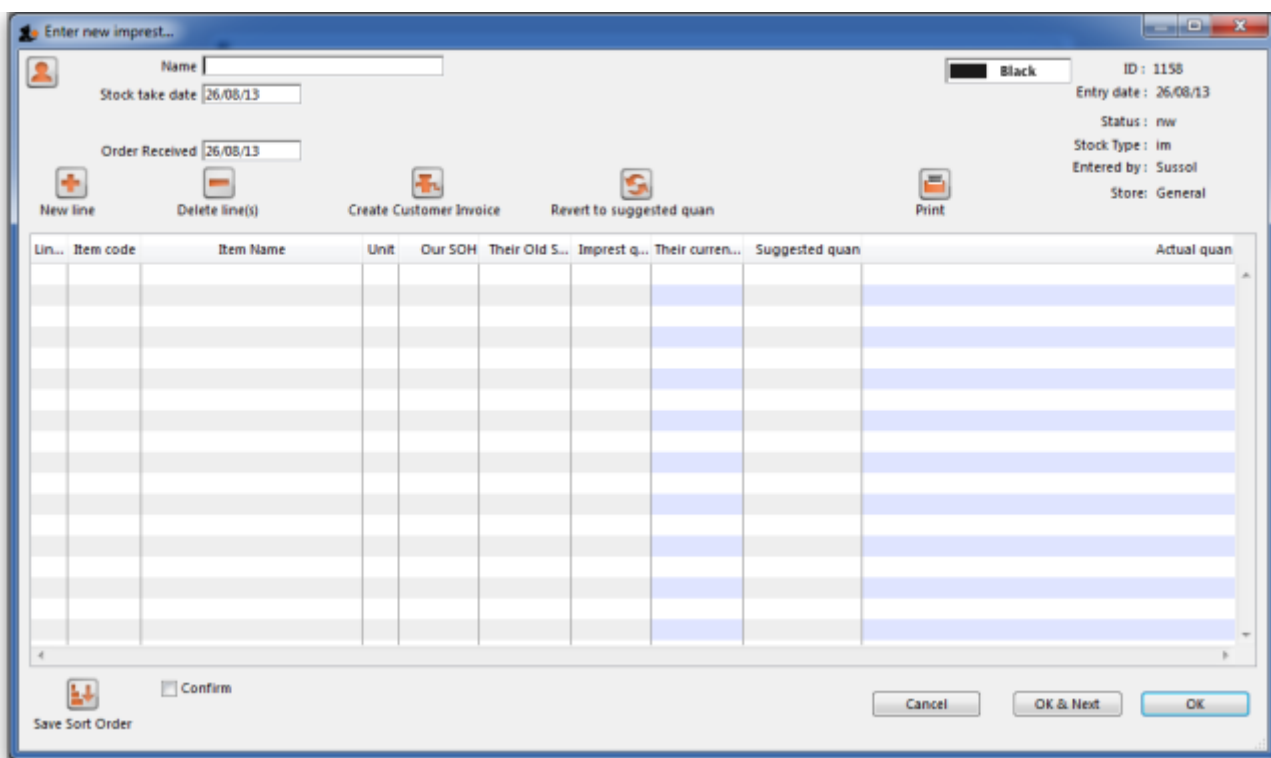 Enter new imprest...
Name
Black
ID : 1158
Stock take date 26/08/13
Entry date : 26/08/13
Status : nw
Order Received 26/08/13
Stock Type : im
Entered by : Sussol
Store: General
New line
Delete line(s)
Create Customer Invoice
Revert to suggested quan
Print
Lin... Item code Item Name Unit Our SOH Their Old S... Imprest q... Their curren... Suggested quan Actual quan
Confirm
Save Sort Order
Cancel
OK & Next
OK